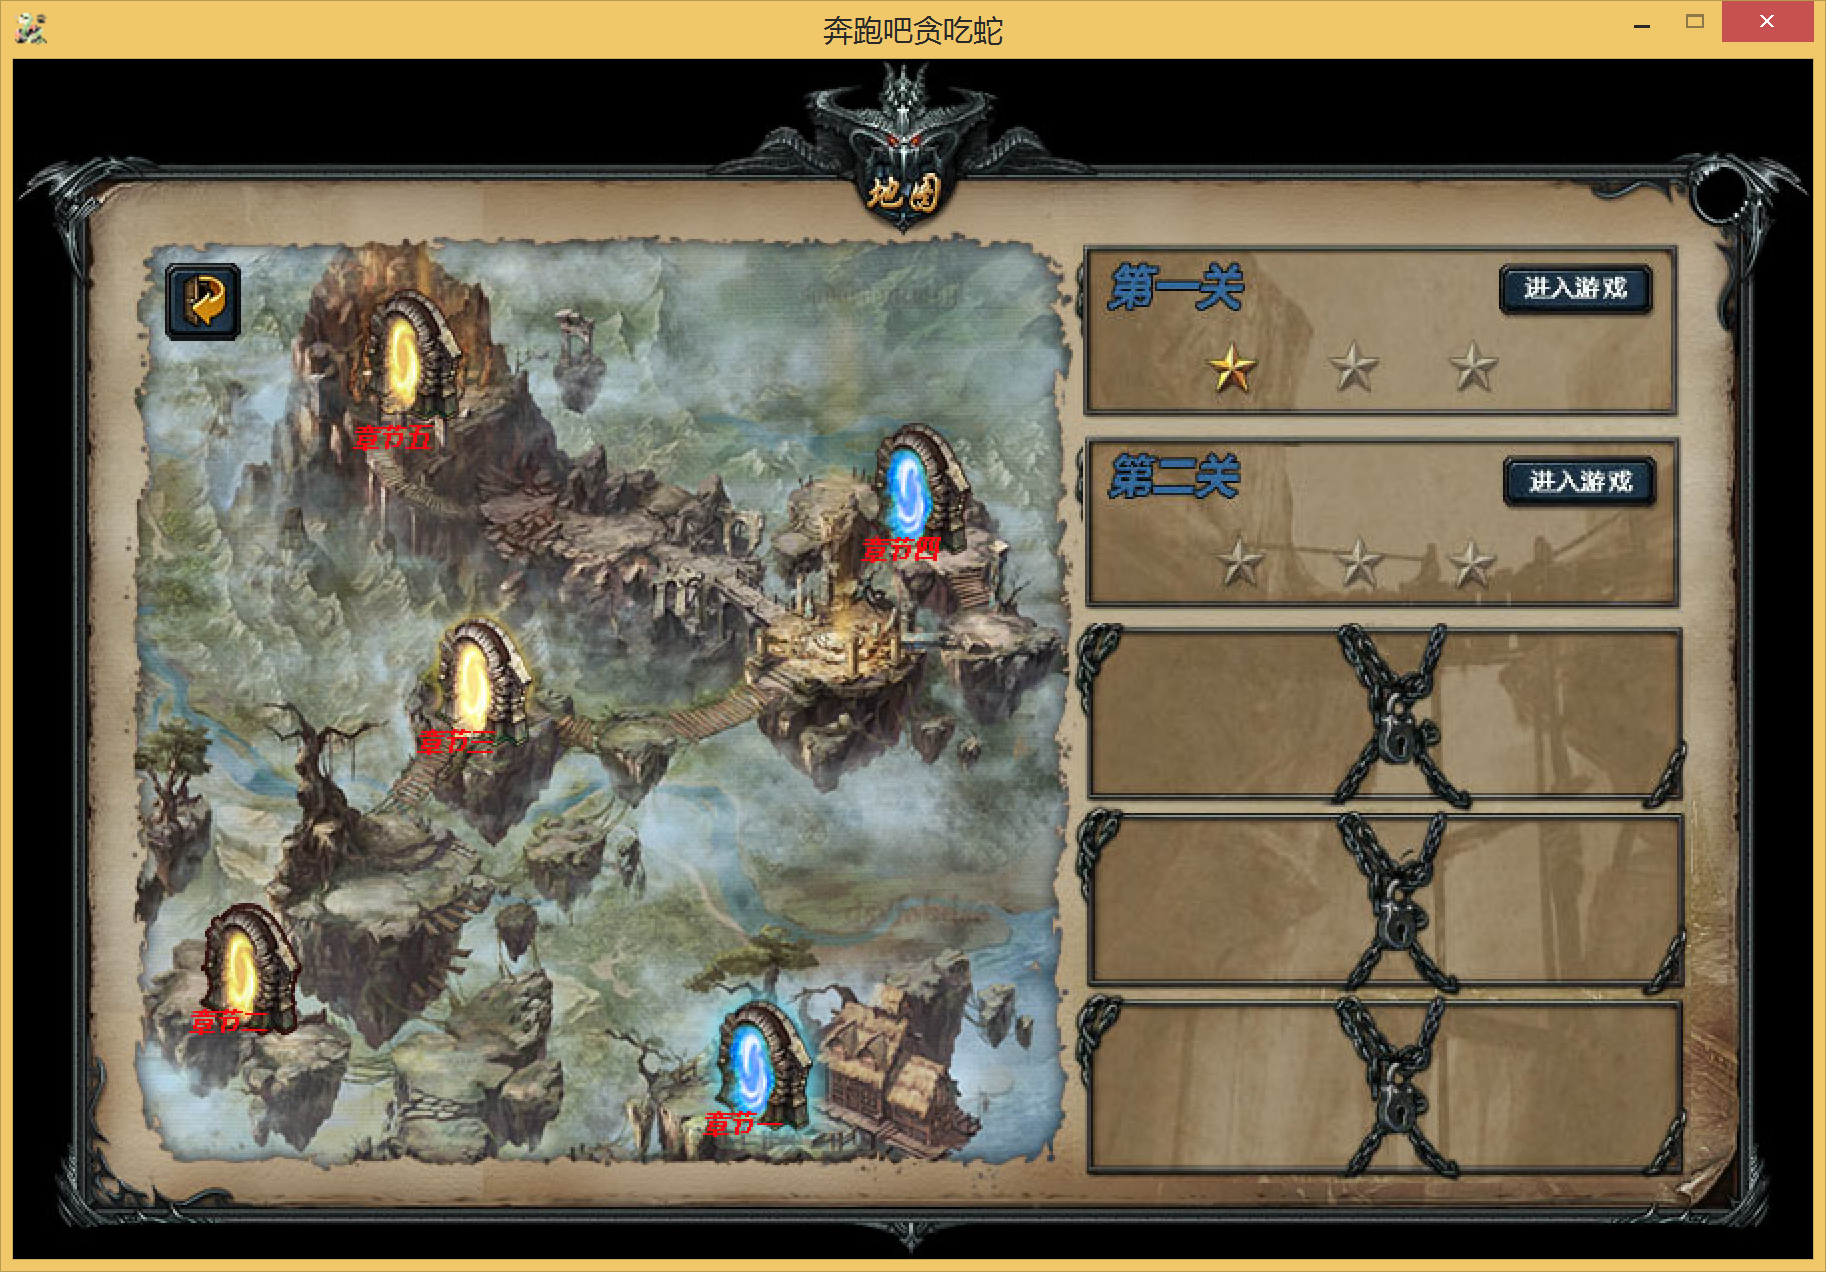 奔跑吧贪吃蛇
地图
第一关
进入游戏
章节五
第二关
进入游戏
章节四
章节三
章节二
章节一